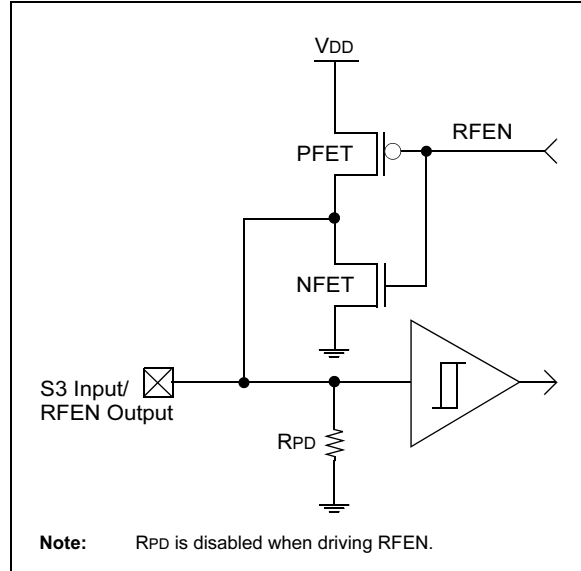 VDD
RFEN
PFET
NFET
S3 Input/
RFEN Output
RPD
Note: RPD is disabled when driving RFEN.